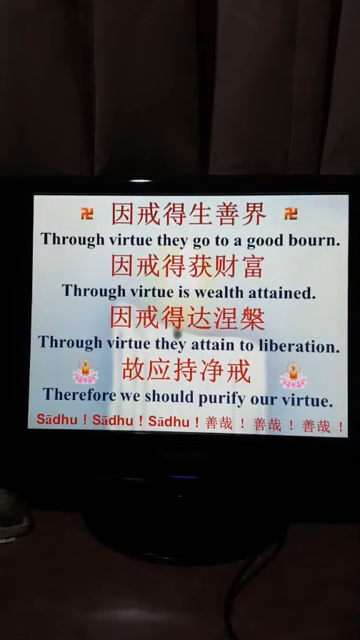 卍 因戒得生善界 卍
Through virtue they go to a good bourn.
因戒得获财富
Through virtue is wealth attained.
因戒得达涅槃
Through virtue they attain to liberation.
故应持净戒
Therefore we should purify our virtue.
Sādhu ! Sādhu ! Sādhu ! 善哉 ! 善哉 ! 善哉 !